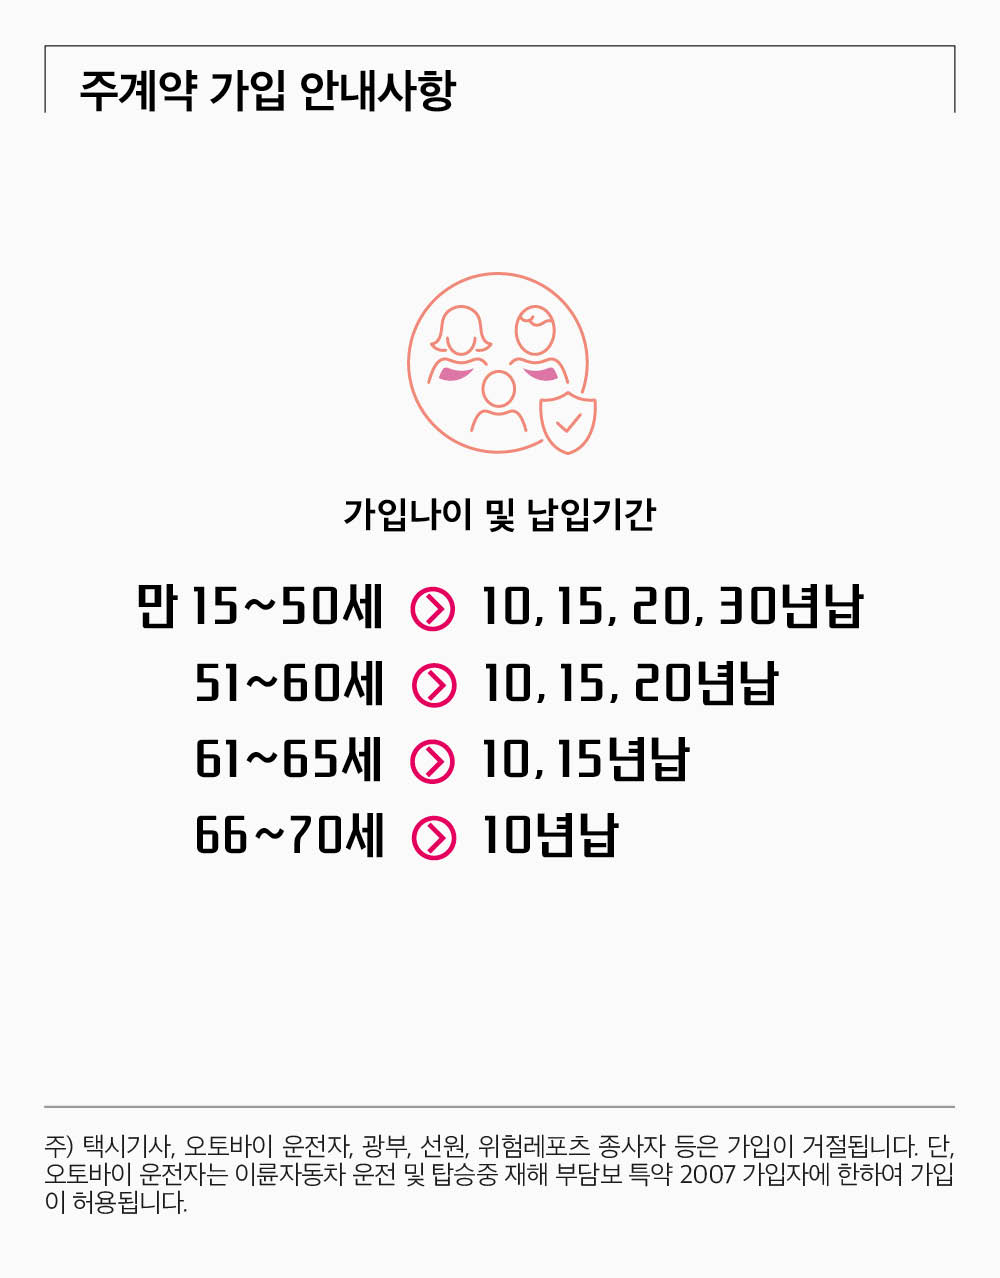 주계약 가입 안내사항
가입나이 및 납입기간
만 15~50세 10, 15, 20, 30년납
51~60세 10, 15, 20년납
61~65세 10, 15년납
66~70세 10년납
주) 택시기사, 오토바이 운전자, 광부, 선원, 위험레포츠 종사자 등은 가입이 거절됩니다. 단,
오토바이 운전자는 이륜자동차 운전 및 탑승중 재해 부담보 특약 2007 가입자에 한하여 가입
이 허용됩니다.